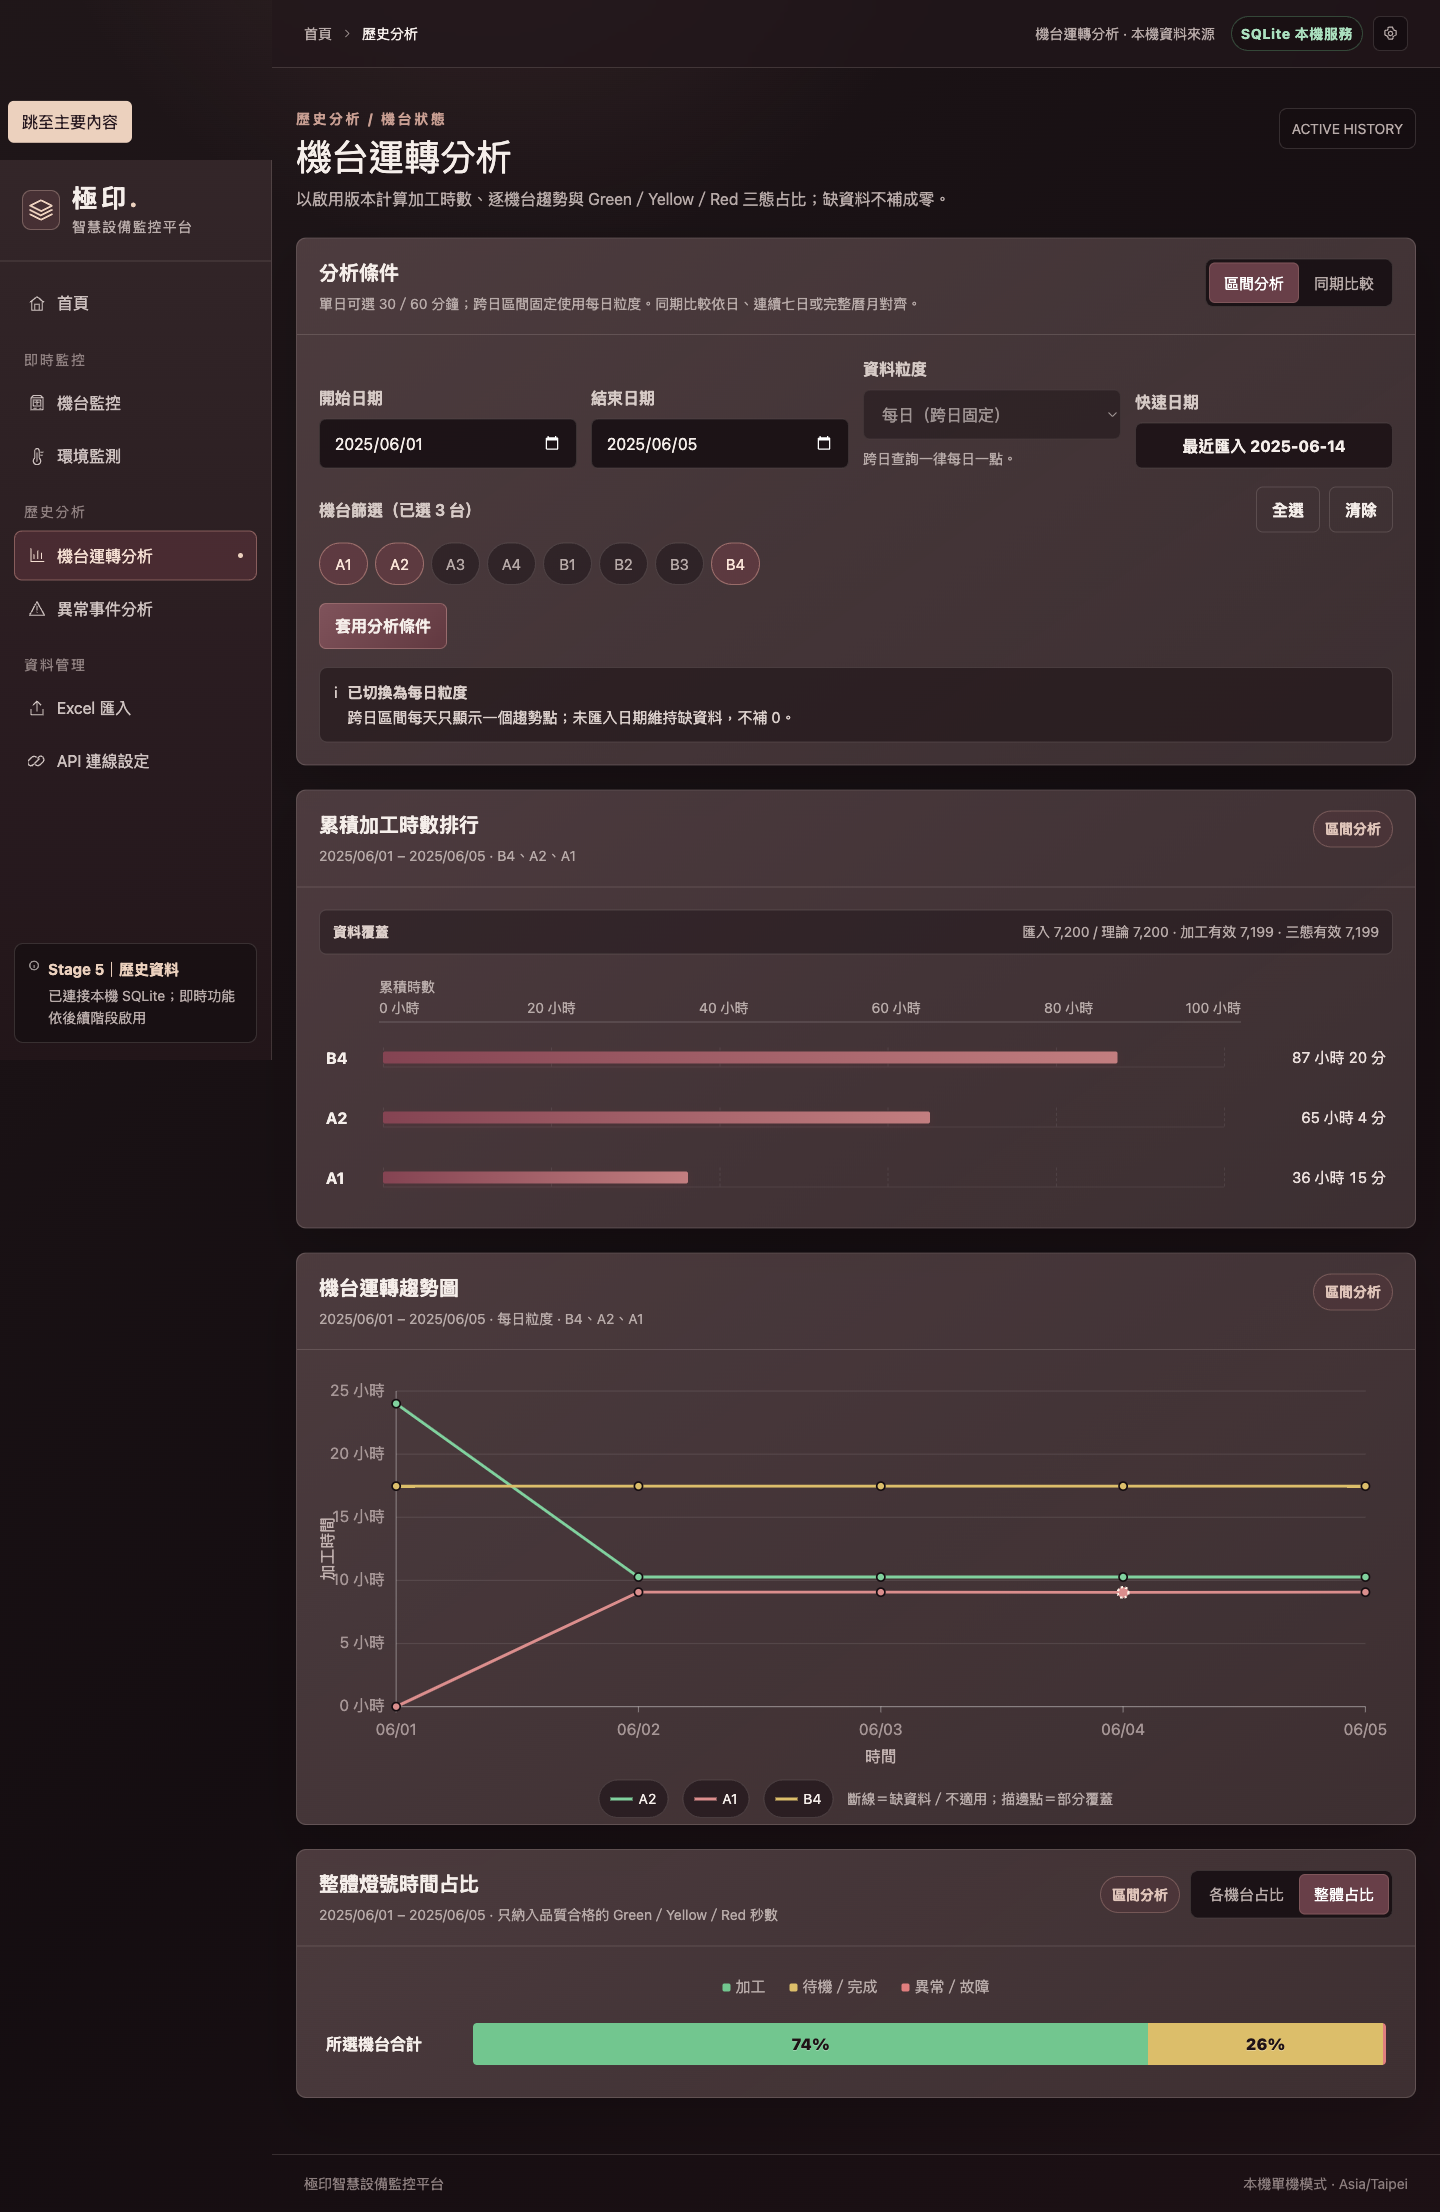 首頁 › 歷史分析
機台運轉分析 · 本機資料來源
SQLite 本機服務
跳至主要內容
極印.
智慧設備監控平台
首頁
即時監控
機台監控
環境監測
歷史分析
機台運轉分析
異常事件分析
資料管理
Excel 匯入
API 連線設定
Stage 5｜歷史資料
已連接本機 SQLite；即時功能
依後續階段啟用
歷史分析 / 機台狀態
機台運轉分析
以啟用版本計算加工時數、逐機台趨勢與 Green / Yellow / Red 三態占比；缺資料不補成零。
ACTIVE HISTORY
分析條件
單日可選 30 / 60 分鐘；跨日區間固定使用每日粒度。同期比較依日、連續七日或完整曆月對齊。
區間分析
同期比較
開始日期
2025/06/01
結束日期
2025/06/05
資料粒度
每日（跨日固定）
跨日查詢一律每日一點。
快速日期
最近匯入 2025-06-14
機台篩選（已選 3 台）
全選
清除
A1
A2
A3
A4
B1
B2
B3
B4
套用分析條件
i 已切換為每日粒度
跨日區間每天只顯示一個趨勢點；未匯入日期維持缺資料，不補 0。
累積加工時數排行
2025/06/01 – 2025/06/05 · B4、A2、A1
區間分析
資料覆蓋
匯入 7,200 / 理論 7,200 · 加工有效 7,199 · 三態有效 7,199
累積時數
0 小時
20 小時
40 小時
60 小時
80 小時
100 小時
B4
87 小時 20 分
A2
65 小時 4 分
A1
36 小時 15 分
機台運轉趨勢圖
2025/06/01 – 2025/06/05 · 每日粒度 · B4、A2、A1
區間分析
25 小時
20 小時
15 小時
10 小時
5 小時
0 小時
加工時間
06/01
06/02
06/03
06/04
06/05
時間
A2
A1
B4
斷線＝缺資料 / 不適用；描邊點＝部分覆蓋
整體燈號時間占比
2025/06/01 – 2025/06/05 · 只納入品質合格的 Green / Yellow / Red 秒數
區間分析
各機台占比
整體占比
加工
待機 / 完成
異常 / 故障
所選機台合計
74%
26%
極印智慧設備監控平台
本機單機模式 · Asia/Taipei